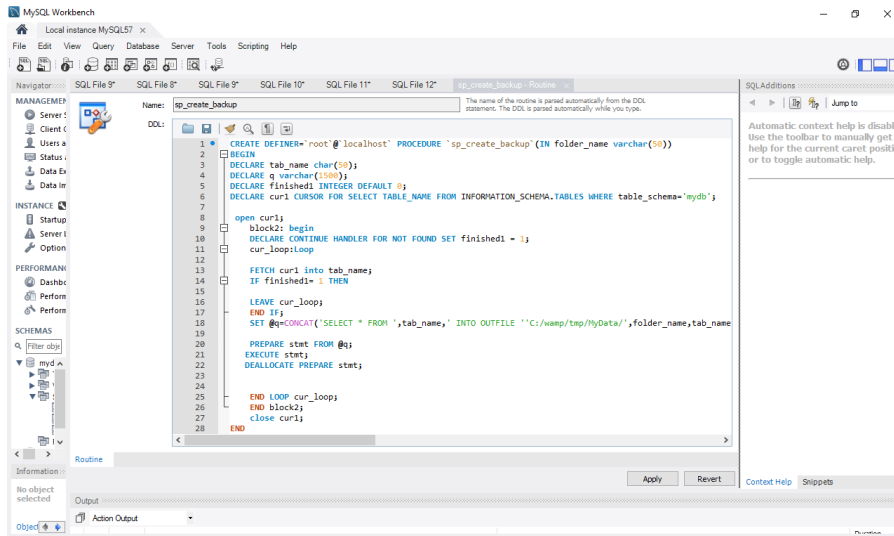 MySQL Workbench
Local instance MySQL57
File Edit View Query Database Server Tools Scripting Help
Navigator
SQL File 9* SQL File 8* SQL File 9* SQL File 10* SQL File 11* SQL File 12* sp_create_backup - Routine
SQLAdditions
MANAGEMEN
Server S
Client C
Users a
Status a
Data Ex
Data Im
INSTANCE
Startup
Server L
Option
PERFORMAN
Dashbo
Perform
Perform
SCHEMAS
Filter obje
myd
Information
No object
selected
Object
Name: sp_create_backup
The name of the routine is parsed automatically from the DDL
statement. The DDL is parsed automatically while you type.
DDL:
1 CREATE DEFINER=`root`@`localhost` PROCEDURE `sp_create_backup`(IN folder_name varchar(50))
2 BEGIN
3 DECLARE tab_name char(50);
4 DECLARE q varchar(1500);
5 DECLARE finished1 INTEGER DEFAULT 0;
6 DECLARE cur1 CURSOR FOR SELECT TABLE_NAME FROM INFORMATION_SCHEMA.TABLES WHERE table_schema='mydb';
7
8 open cur1;
9 block2: begin
10 DECLARE CONTINUE HANDLER FOR NOT FOUND SET finished1 = 1;
11 cur_loop:Loop
12
13 FETCH cur1 into tab_name;
14 IF finished1= 1 THEN
15
16 LEAVE cur_loop;
17 END IF;
18 SET @q=CONCAT('SELECT * FROM ',tab_name,' INTO OUTFILE ''C:/wamp/tmp/MyData/',folder_name,tab_name
19
20 PREPARE stmt FROM @q;
21 EXECUTE stmt;
22 DEALLOCATE PREPARE stmt;
23
24
25 END LOOP cur_loop;
26 END block2;
27 close cur1;
28 END
Routine
Apply Revert
Output
Action Output
Jump to
Automatic context help is disabl
Use the toolbar to manually get
help for the current caret positi
or to toggle automatic help.
Context Help Snippets